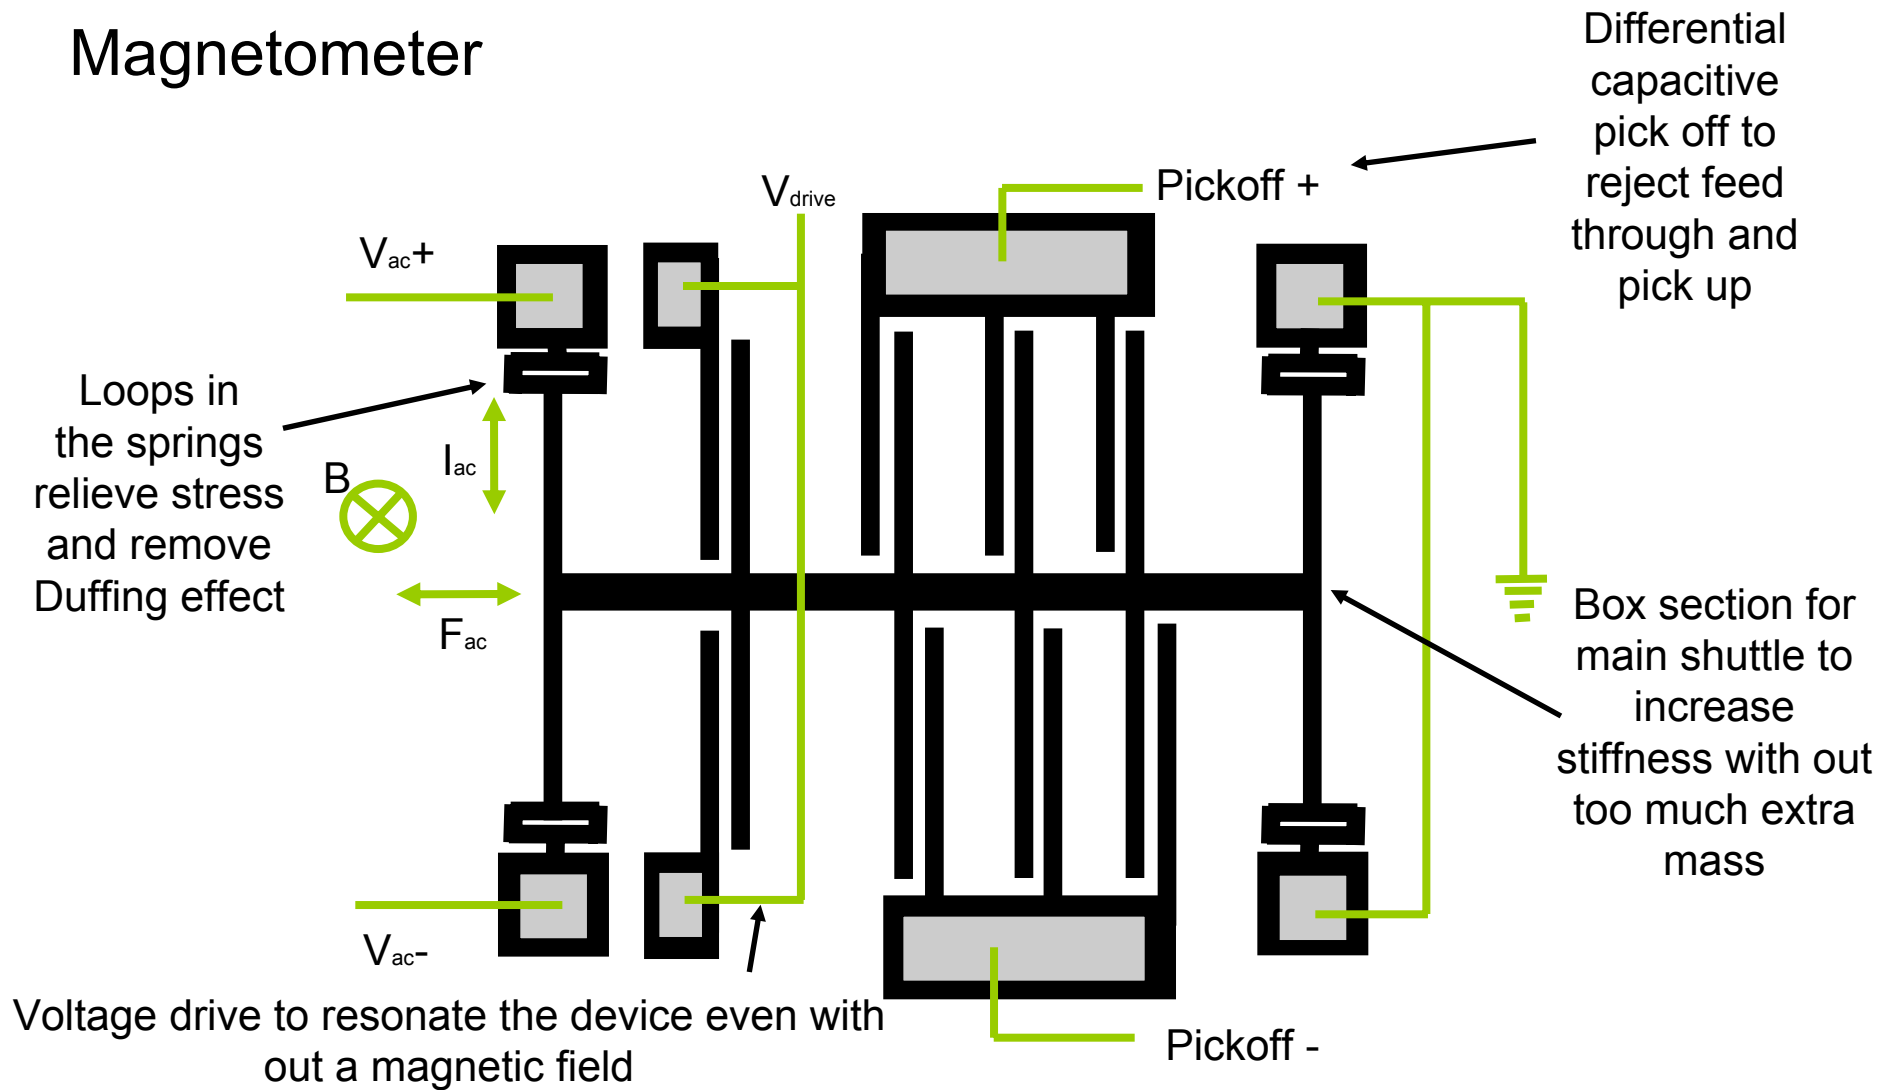 Magnetometer
Differential
capacitive
pick off to
reject feed
through and
pick up
Pickoff +
Vdrive
Vac+
Loops in
the springs
relieve stress
and remove
Duffing effect
Iac
B
Fac
Box section for
main shuttle to
increase
stiffness with out
too much extra
mass
Vac-
Voltage drive to resonate the device even with
out a magnetic field
Pickoff -